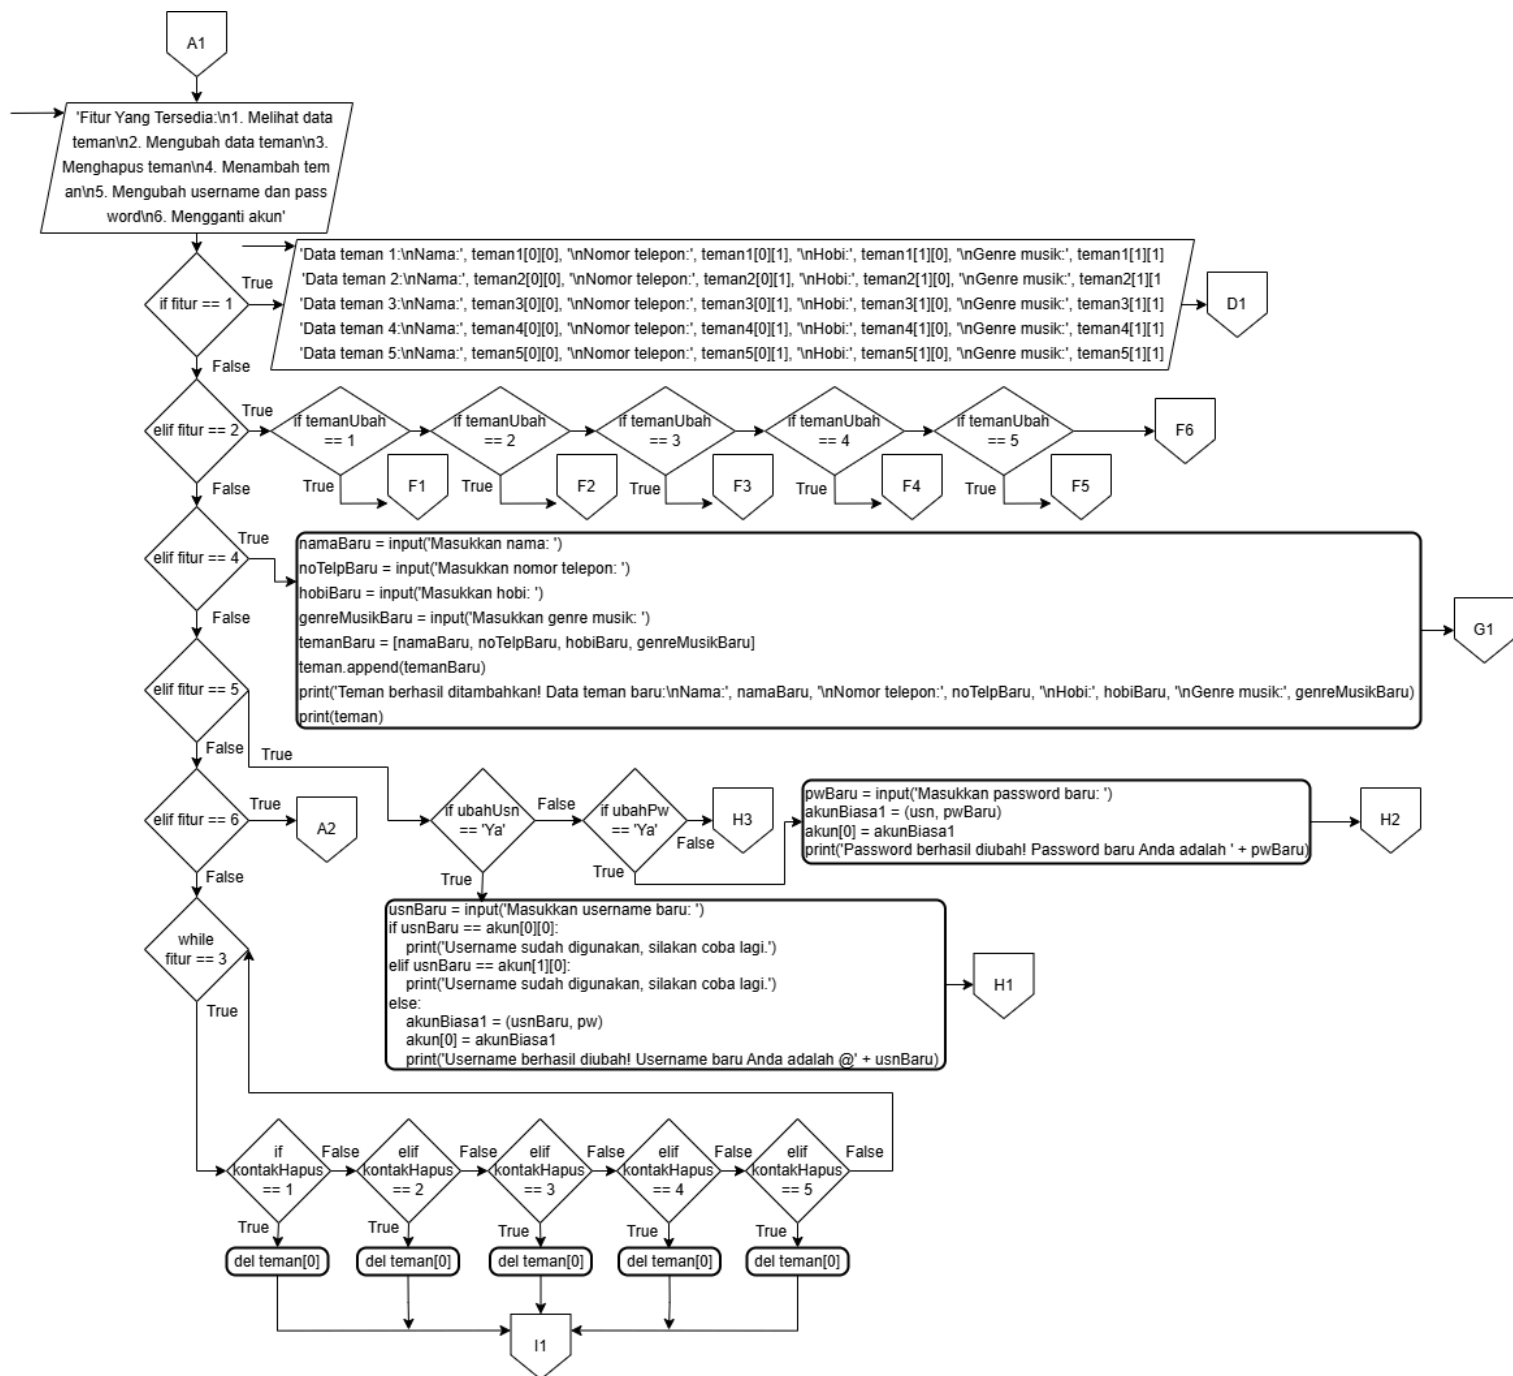 A1
'Fitur Yang Tersedia:\n1. Melihat data
teman\n2. Mengubah data teman\n3.
Menghapus teman\n4. Menambah tem
an\n5. Mengubah username dan pass
word\n6. Mengganti akun'
if fitur == 1
True
'Data teman 1:\nNama:', teman1[0][0], '\nNomor telepon:', teman1[0][1], '\nHobi:', teman1[1][0], '\nGenre musik:', teman1[1][1]
'Data teman 2:\nNama:', teman2[0][0], '\nNomor telepon:', teman2[0][1], '\nHobi:', teman2[1][0], '\nGenre musik:', teman2[1][1
'Data teman 3:\nNama:', teman3[0][0], '\nNomor telepon:', teman3[0][1], '\nHobi:', teman3[1][0], '\nGenre musik:', teman3[1][1]
'Data teman 4:\nNama:', teman4[0][0], '\nNomor telepon:', teman4[0][1], '\nHobi:', teman4[1][0], '\nGenre musik:', teman4[1][1]
'Data teman 5:\nNama:', teman5[0][0], '\nNomor telepon:', teman5[0][1], '\nHobi:', teman5[1][0], '\nGenre musik:', teman5[1][1]
D1
False
elif fitur == 2
True
if temanUbah
== 1
if temanUbah
== 2
if temanUbah
== 3
if temanUbah
== 4
if temanUbah
== 5
F6
True
F1
True
F2
True
F3
True
F4
True
F5
False
elif fitur == 4
True
namaBaru = input('Masukkan nama: ')
noTelpBaru = input('Masukkan nomor telepon: ')
hobiBaru = input('Masukkan hobi: ')
genreMusikBaru = input('Masukkan genre musik: ')
temanBaru = [namaBaru, noTelpBaru, hobiBaru, genreMusikBaru]
teman.append(temanBaru)
print('Teman berhasil ditambahkan! Data teman baru:\nNama:', namaBaru, '\nNomor telepon:', noTelpBaru, '\nHobi:', hobiBaru, '\nGenre musik:', genreMusikBaru)
print(teman)
G1
False
elif fitur == 5
False
True
elif fitur == 6
True
A2
if ubahUsn
== 'Ya'
False
if ubahPw
== 'Ya'
False
H3
True
True
pwBaru = input('Masukkan password baru: ')
akunBiasa1 = (usn, pwBaru)
akun[0] = akunBiasa1
print('Password berhasil diubah! Password baru Anda adalah ' + pwBaru)
H2
False
usnBaru = input('Masukkan username baru: ')
if usnBaru == akun[0][0]:
print('Username sudah digunakan, silakan coba lagi.')
elif usnBaru == akun[1][0]:
print('Username sudah digunakan, silakan coba lagi.')
else:
akunBiasa1 = (usnBaru, pw)
akun[0] = akunBiasa1
print('Username berhasil diubah! Username baru Anda adalah @' + usnBaru)
H1
while
fitur == 3
True
if
kontakHapus
== 1
False
elif
kontakHapus
== 2
False
elif
kontakHapus
== 3
False
elif
kontakHapus
== 4
False
elif
kontakHapus
== 5
False
True
True
True
True
True
del teman[0]
del teman[0]
del teman[0]
del teman[0]
del teman[0]
I1